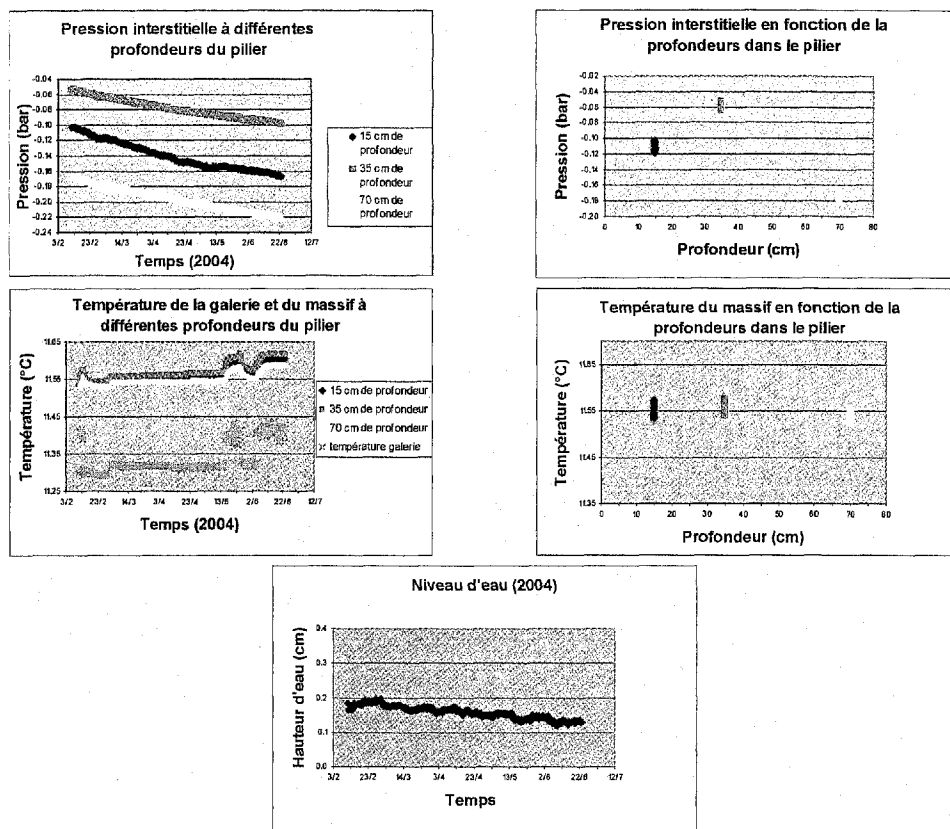 Pression interstitielle à différentes
profondeurs du pilier
Pression (bar)
-0.04
-0.06
-0.08
-0.10
-0.12
-0.14
-0.16
-0.18
-0.20
-0.22
-0.24
3/2 23/2 14/3 3/4 23/4 13/5 2/6 22/6 12/7
Temps (2004)
15 cm de
profondeur
35 cm de
profondeur
70 cm de
profondeur
Pression interstitielle en fonction de la
profondeurs dans le pilier
Pression (bar)
-0.02
-0.04
-0.06
-0.08
-0.10
-0.12
-0.14
-0.16
-0.18
-0.20
0 10 20 30 40 50 60 70 80
Profondeur (cm)
Température de la galerie et du massif à
différentes profondeurs du pilier
Température (°C)
11.65
11.55
11.45
11.35
11.25
3/2 23/2 14/3 3/4 23/4 13/5 2/6 22/6 12/7
Temps (2004)
15 cm de profondeur
35 cm de profondeur
70 cm de profondeur
température galerie
Température du massif en fonction de la
profondeurs dans le pilier
Température (°C)
11.65
11.55
11.45
11.35
0 10 20 30 40 50 60 70 80
Profondeur (cm)
Niveau d'eau (2004)
Hauteur d'eau (cm)
0.4
0.3
0.2
0.1
0.0
3/2 23/2 14/3 3/4 23/4 13/5 2/6 22/6 12/7
Temps